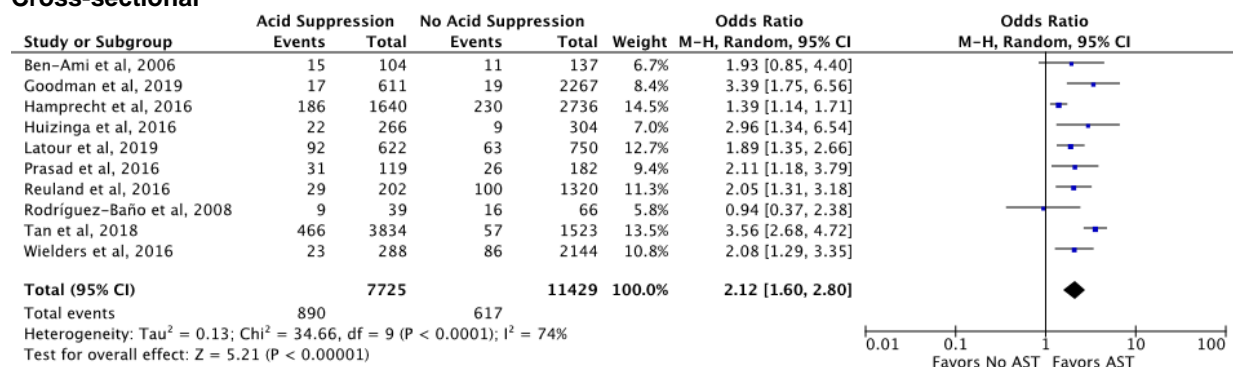 Cross-sectional
Acid Suppression No Acid Suppression Odds Ratio Odds Ratio
Study or Subgroup Events Total Events Total Weight M-H, Random, 95% CI M-H, Random, 95% CI
Ben-Ami et al, 2006 15 104 11 137 6.7% 1.93 [0.85, 4.40]
Goodman et al, 2019 17 611 19 2267 8.4% 3.39 [1.75, 6.56]
Hamprecht et al, 2016 186 1640 230 2736 14.5% 1.39 [1.14, 1.71]
Huizinga et al, 2016 22 266 9 304 7.0% 2.96 [1.34, 6.54]
Latour et al, 2019 92 622 63 750 12.7% 1.89 [1.35, 2.66]
Prasad et al, 2016 31 119 26 182 9.4% 2.11 [1.18, 3.79]
Reuland et al, 2016 29 202 100 1320 11.3% 2.05 [1.31, 3.18]
Rodríguez-Baño et al, 2008 9 39 16 66 5.8% 0.94 [0.37, 2.38]
Tan et al, 2018 466 3834 57 1523 13.5% 3.56 [2.68, 4.72]
Wielders et al, 2016 23 288 86 2144 10.8% 2.08 [1.29, 3.35]
Total (95% CI) 7725 11429 100.0% 2.12 [1.60, 2.80]
Total events 890 617
Heterogeneity: Tau² = 0.13; Chi² = 34.66, df = 9 (P < 0.0001); I² = 74%
Test for overall effect: Z = 5.21 (P < 0.00001)
0.01 0.1 1 10 100
Favors No AST Favors AST